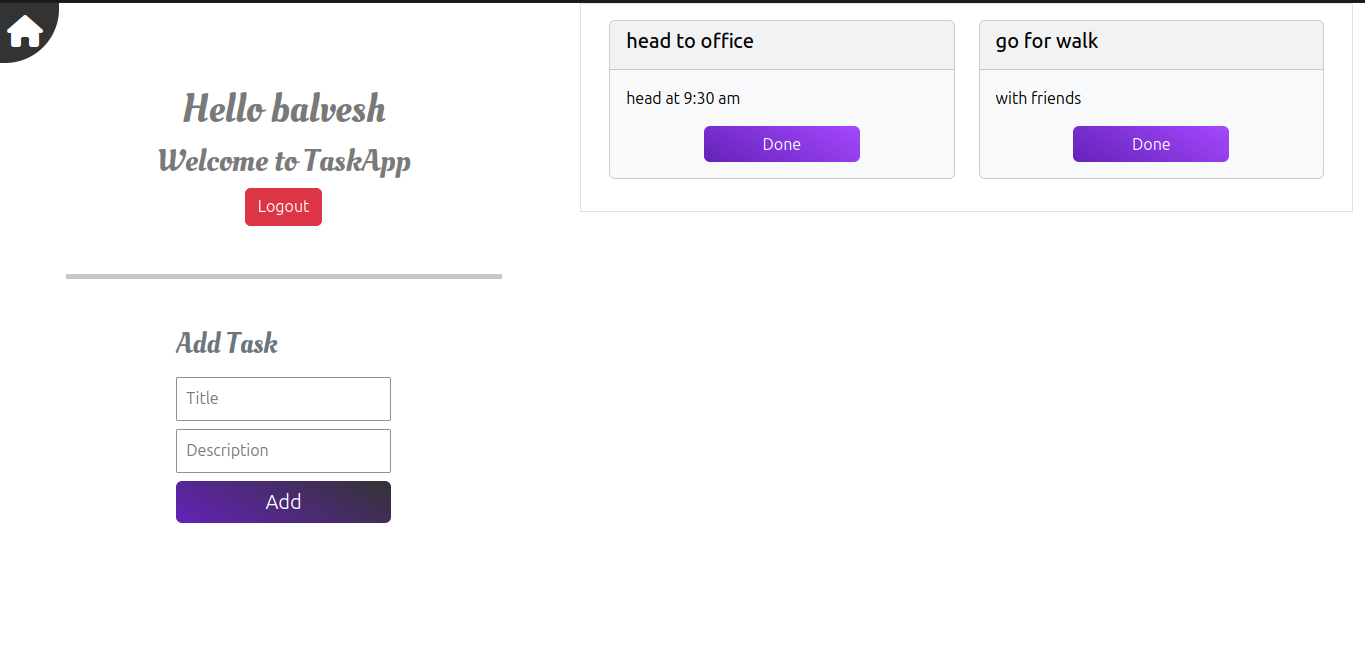 Hello balvesh
Welcome to TaskApp
Logout
Add Task
Title
Description
Add
head to office
head at 9:30 am
Done
go for walk
with friends
Done